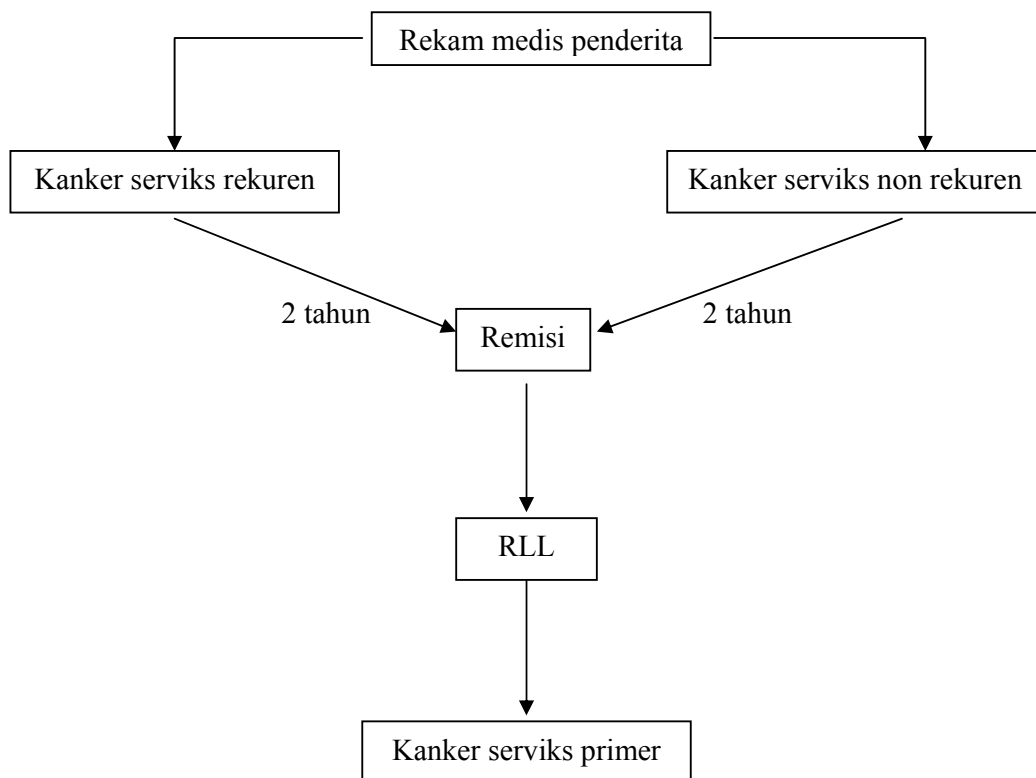 Rekam medis penderita
Kanker serviks rekuren
Kanker serviks non rekuren
2 tahun
2 tahun
Remisi
RLL
Kanker serviks primer